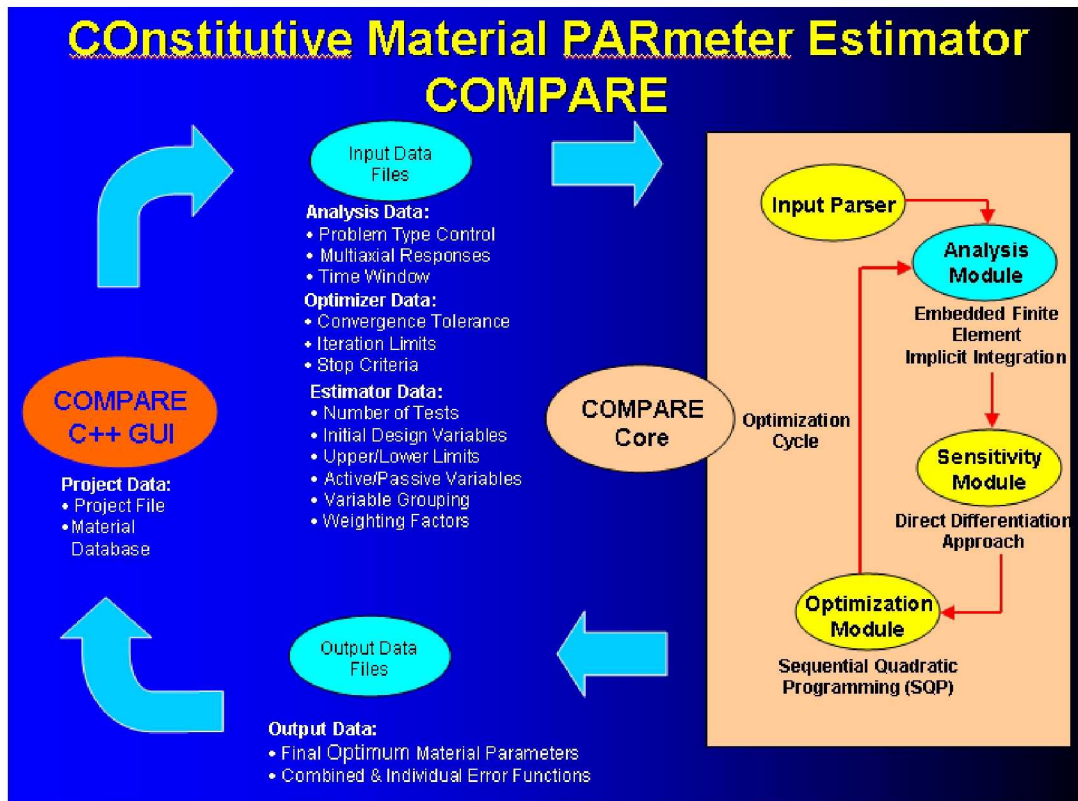 COnstitutive Material PARmeter Estimator
COMPARE
Input Data
Files
Analysis Data:
• Problem Type Control
• Multiaxial Responses
• Time Window
Optimizer Data:
• Convergence Tolerance
• Iteration Limits
• Stop Criteria
Estimator Data:
• Number of Tests
• Initial Design Variables
• Upper/Lower Limits
• Active/Passive Variables
• Variable Grouping
• Weighting Factors
COMPARE
C++ GUI
Project Data:
• Project File
• Material
Database
COMPARE
Core
Input Parser
Analysis
Module
Embedded Finite
Element
Implicit Integration
Optimization
Cycle
Sensitivity
Module
Direct Differentiation
Approach
Optimization
Module
Sequential Quadratic
Programming (SQP)
Output Data
Files
Output Data:
• Final Optimum Material Parameters
• Combined & Individual Error Functions